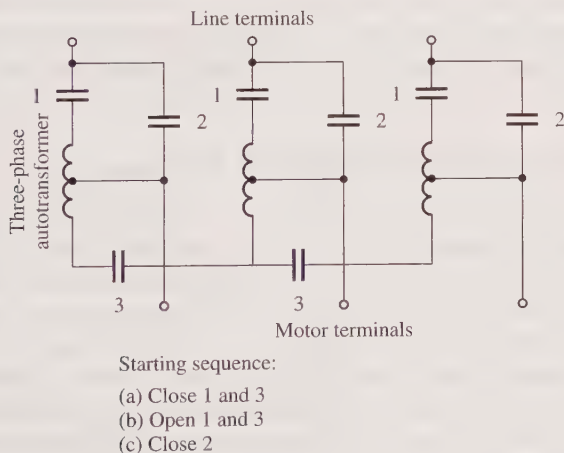 Line terminals
1
2
1
2
1
2
Three-phase
autotransformer
3
3
Motor terminals
Starting sequence:
(a) Close 1 and 3
(b) Open 1 and 3
(c) Close 2